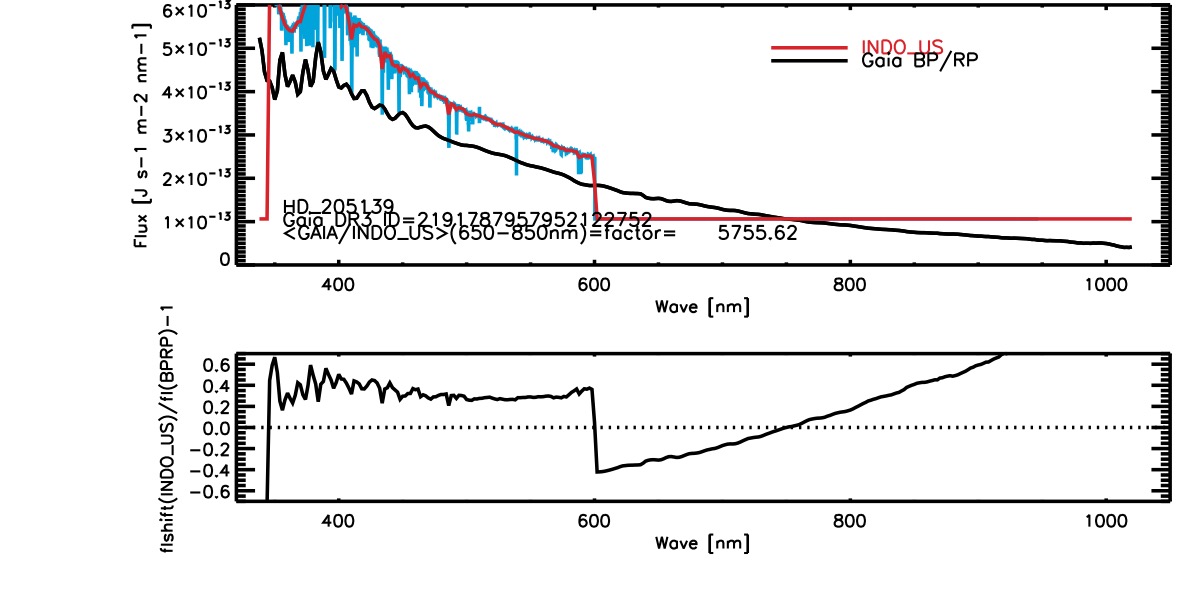 6×10−13
5×10−13
4×10−13
3×10−13
2×10−13
1×10−13
0
Flux [J s−1 m−2 nm−1]
INDO_US
Gaia BP/RP
HD_205139
Gaia DR3_ID=2191787957952122752
<GAIA/INDO_US>(650−850nm)=factor= 5755.62
400 600 800 1000
Wave [nm]
flshift(INDO_US)/fl(BPRP)−1
0.6
0.4
0.2
0.0
−0.2
−0.4
−0.6
400 600 800 1000
Wave [nm]